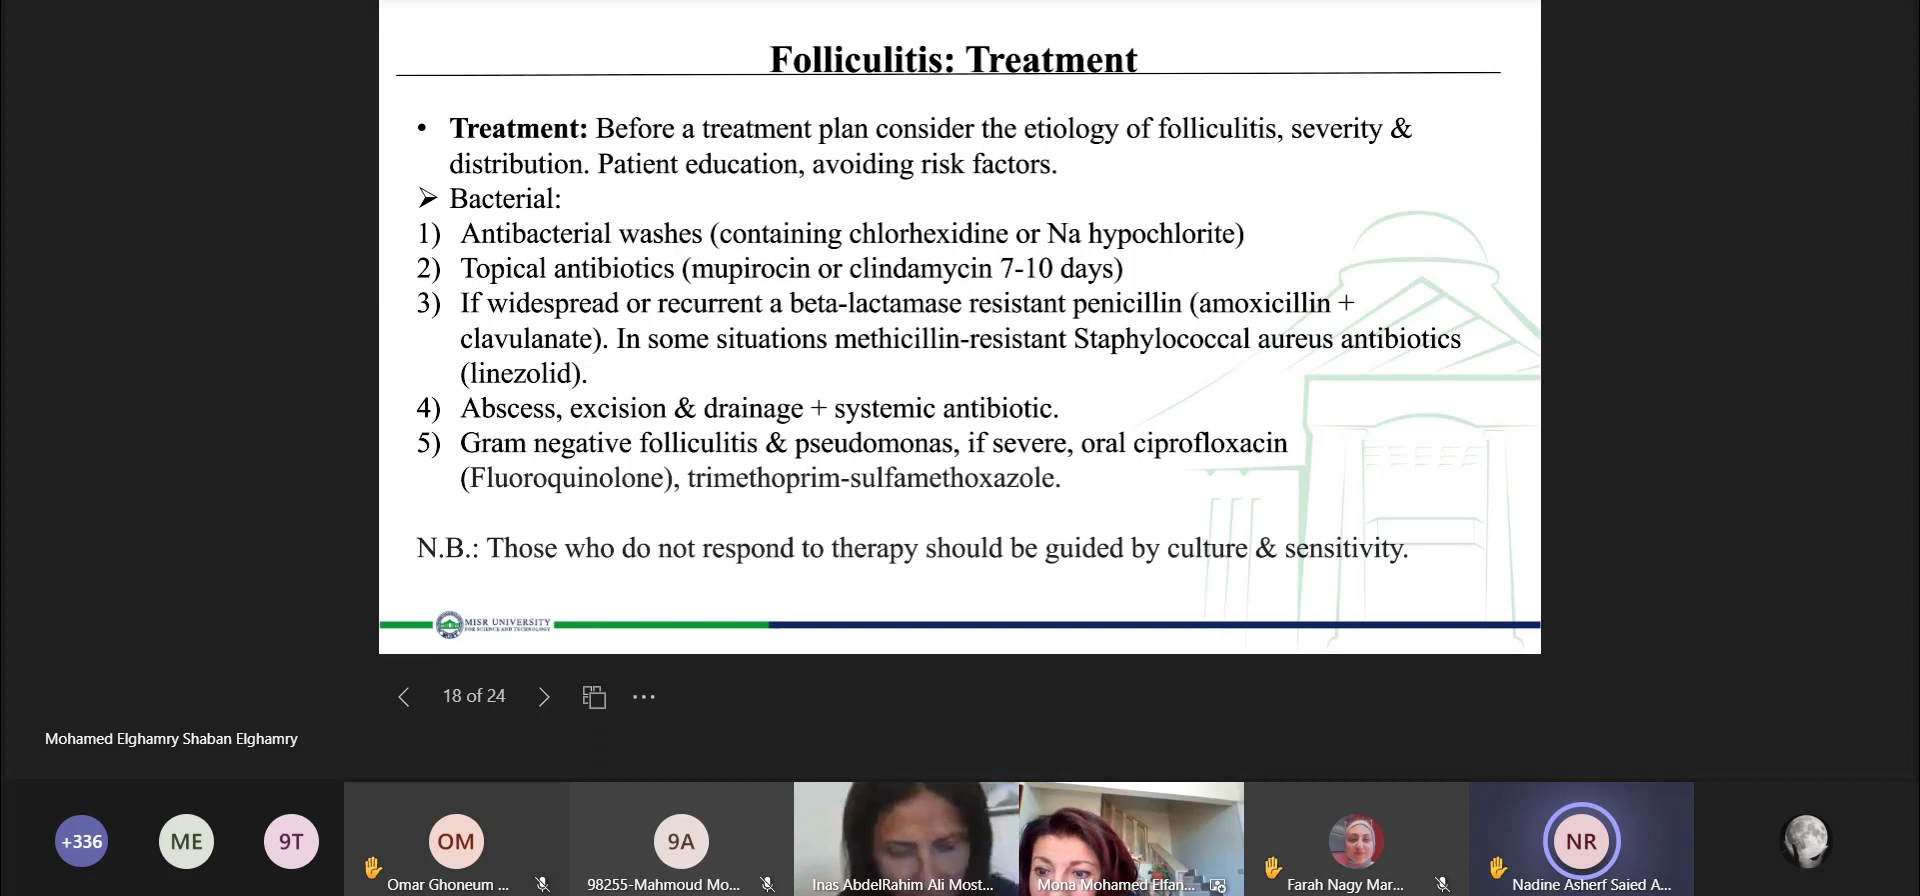 Folliculitis: Treatment
• Treatment: Before a treatment plan consider the etiology of folliculitis, severity &
distribution. Patient education, avoiding risk factors.
➢ Bacterial:
1) Antibacterial washes (containing chlorhexidine or Na hypochlorite)
2) Topical antibiotics (mupirocin or clindamycin 7-10 days)
3) If widespread or recurrent a beta-lactamase resistant penicillin (amoxicillin +
clavulanate). In some situations methicillin-resistant Staphylococcal aureus antibiotics
(linezolid).
4) Abscess, excision & drainage + systemic antibiotic.
5) Gram negative folliculitis & pseudomonas, if severe, oral ciprofloxacin
(Fluoroquinolone), trimethoprim-sulfamethoxazole.
N.B.: Those who do not respond to therapy should be guided by culture & sensitivity.
MISR UNIVERSITY
FOR SCIENCE AND TECHNOLOGY
18 of 24
Mohamed Elghamry Shaban Elghamry
+336
ME
9T
OM
9A
NR
Omar Ghoneum ...
98255-Mahmoud Mo...
Inas AbdelRahim Ali Most...
Mona Mohamed Elfan...
Farah Nagy Mar...
Nadine Asherf Saied A...